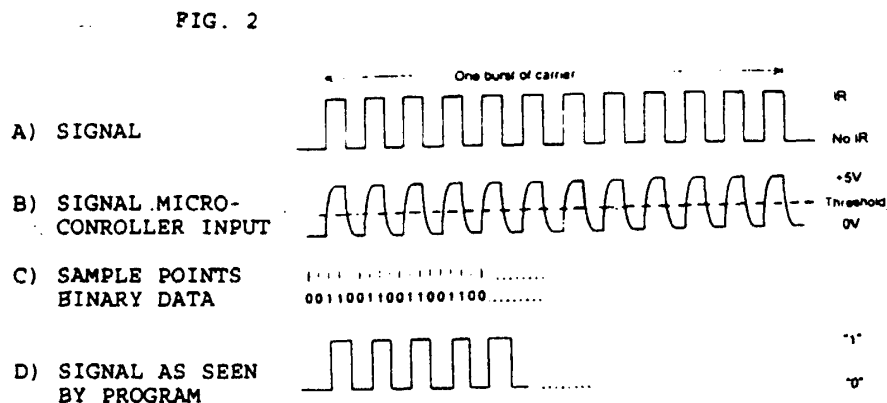 FIG. 2
One burst of carrier
IR
A) SIGNAL
No IR
+5V
B) SIGNAL MICRO-
Threshold
CONROLLER INPUT
0V
C) SAMPLE POINTS
BINARY DATA
001100110011001100.........
"1"
D) SIGNAL AS SEEN
"0"
BY PROGRAM